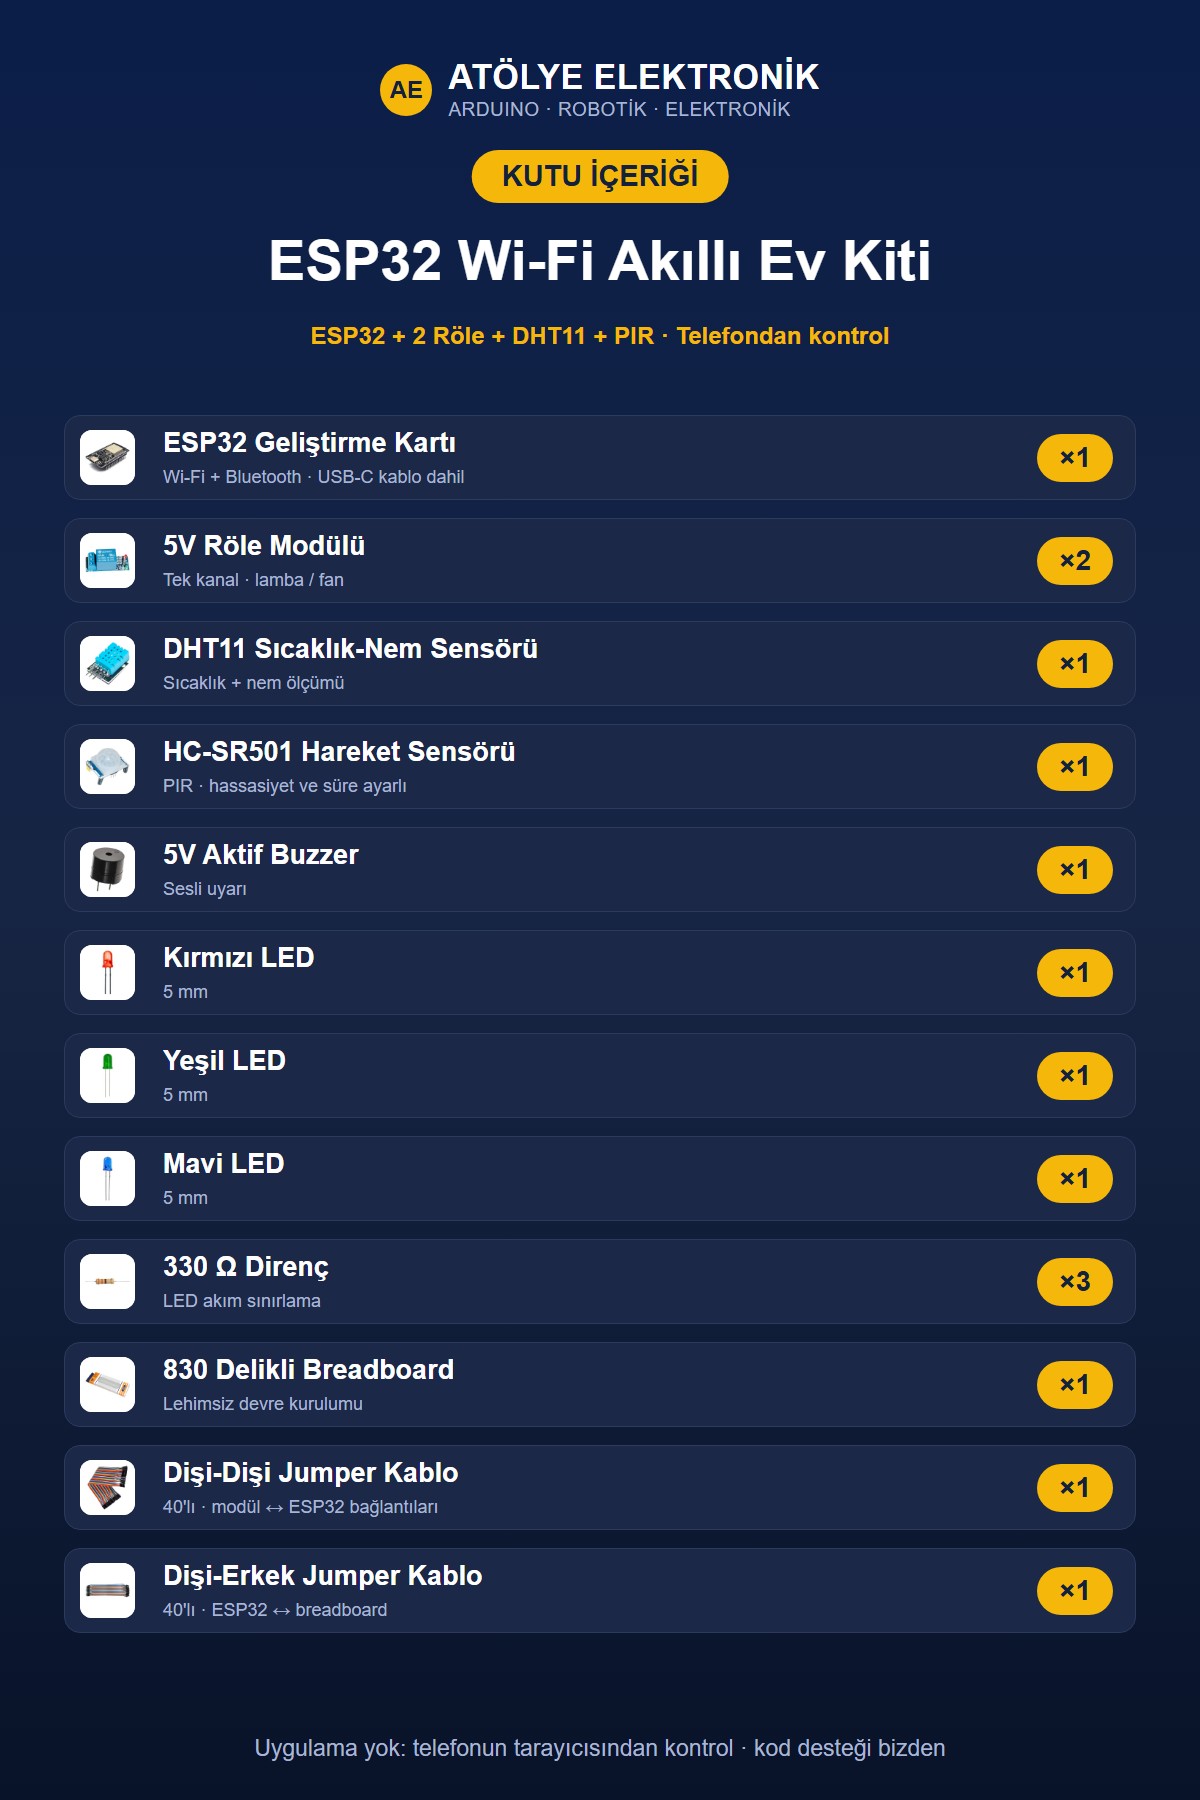 AE
ATÖLYE ELEKTRONİK
ARDUINO · ROBOTİK · ELEKTRONİK
KUTU İÇERİĞİ
ESP32 Wi-Fi Akıllı Ev Kiti
ESP32 + 2 Röle + DHT11 + PIR · Telefondan kontrol
ESP32 Geliştirme Kartı
Wi-Fi + Bluetooth · USB-C kablo dahil
×1
5V Röle Modülü
Tek kanal · lamba / fan
×2
DHT11 Sıcaklık-Nem Sensörü
Sıcaklık + nem ölçümü
×1
HC-SR501 Hareket Sensörü
PIR · hassasiyet ve süre ayarlı
×1
5V Aktif Buzzer
Sesli uyarı
×1
Kırmızı LED
5 mm
×1
Yeşil LED
5 mm
×1
Mavi LED
5 mm
×1
330 Ω Direnç
LED akım sınırlama
×3
830 Delikli Breadboard
Lehimsiz devre kurulumu
×1
Dişi-Dişi Jumper Kablo
40'lı · modül ↔ ESP32 bağlantıları
×1
Dişi-Erkek Jumper Kablo
40'lı · ESP32 ↔ breadboard
×1
Uygulama yok: telefonun tarayıcısından kontrol · kod desteği bizden